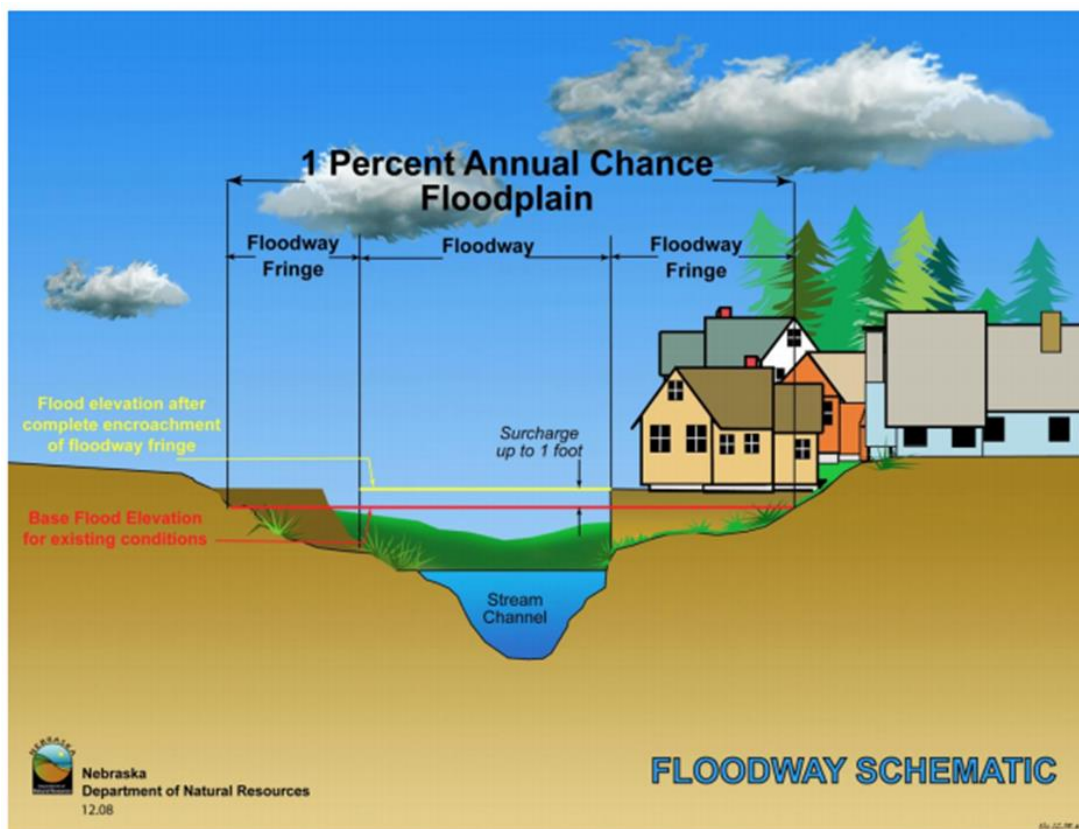 1 Percent Annual Chance
Floodplain
Floodway
Fringe
Floodway
Floodway
Fringe
Flood elevation after
complete encroachment
of floodway fringe
Surcharge
up to 1 foot
Base Flood Elevation
for existing conditions
Stream
Channel
NEBRASKA
Nebraska
Department of Natural Resources
12.08
FLOODWAY SCHEMATIC